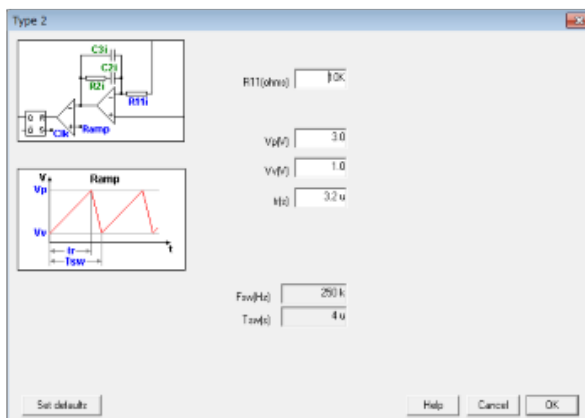 Type 2
C3i
C2i
R2i
R11i
Q R
Q S
Clk
Ramp
R11(ohms) 10K
Vp(V) 3.0
Vv(V) 1.0
tr(s) 3.2 u
V
Ramp
Vp
Vv
t
tr
Tsw
Fsw(Hz) 250 k
Tsw(s) 4 u
Set defaults
Help
Cancel
OK